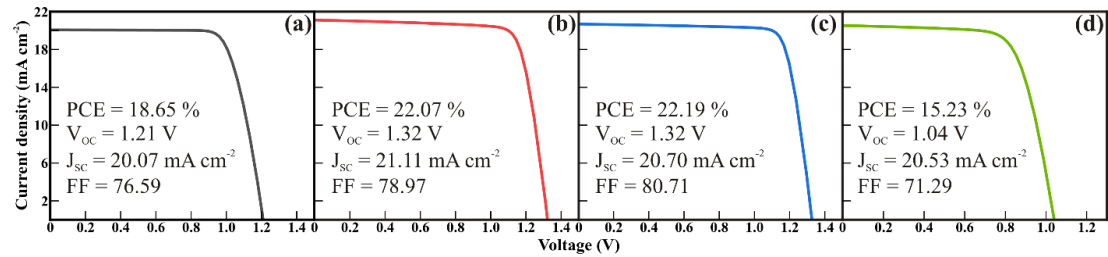 Current density (mA cm⁻²)
22
18
14
10
6
2
(a)
PCE = 18.65 %
V_OC = 1.21 V
J_SC = 20.07 mA cm⁻²
FF = 76.59
0 0.2 0.4 0.6 0.8 1.0 1.2 1.4
(b)
PCE = 22.07 %
V_OC = 1.32 V
J_SC = 21.11 mA cm⁻²
FF = 78.97
0 0.2 0.4 0.6 0.8 1.0 1.2 1.4
(c)
PCE = 22.19 %
V_OC = 1.32 V
J_SC = 20.70 mA cm⁻²
FF = 80.71
0 0.2 0.4 0.6 0.8 1.0 1.2 1.4
(d)
PCE = 15.23 %
V_OC = 1.04 V
J_SC = 20.53 mA cm⁻²
FF = 71.29
0 0.2 0.4 0.6 0.8 1.0 1.2
Voltage (V)